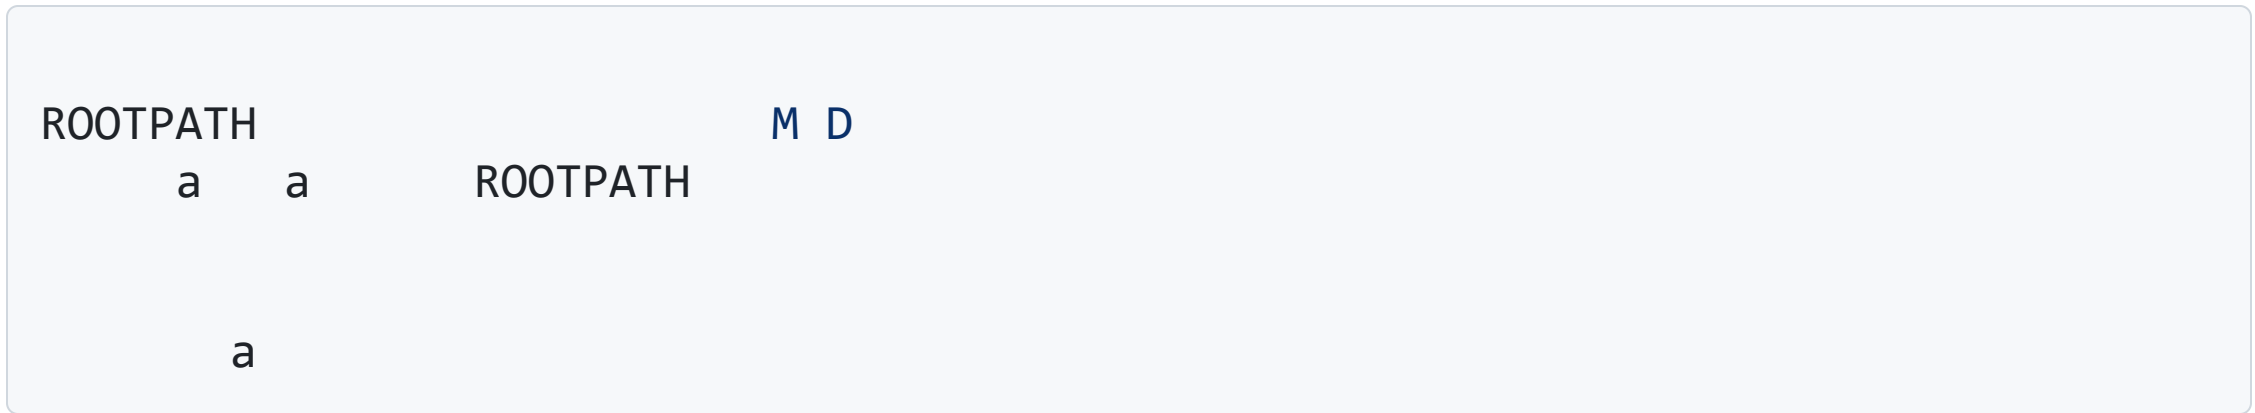 ROOTPATH                   M D
     a   a      ROOTPATH
       a